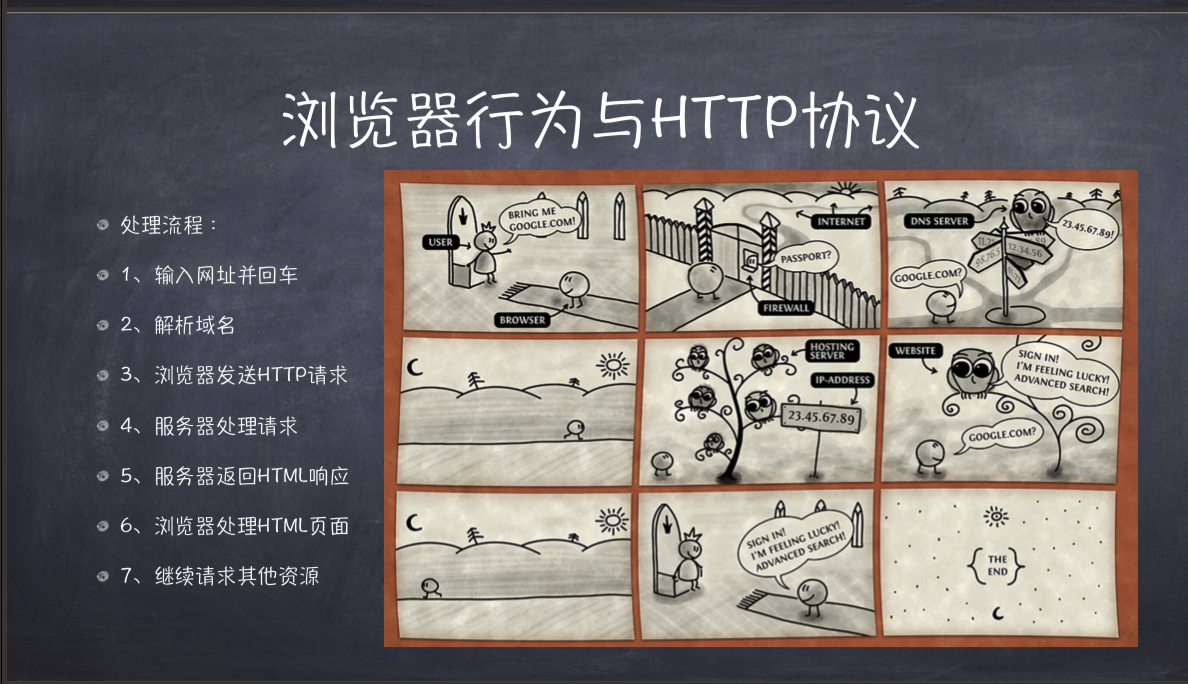 浏览器行为与HTTP协议
处理流程：
1、输入网址并回车
2、解析域名
3、浏览器发送HTTP请求
4、服务器处理请求
5、服务器返回HTML响应
6、浏览器处理HTML页面
7、继续请求其他资源
BRING ME
GOOGLE.COM!
USER
BROWSER
INTERNET
PASSPORT?
FIREWALL
DNS SERVER
23.45.67.89!
12.34.56
89
GOOGLE.COM?
HOSTING
SERVER
IP-ADDRESS
23.45.67.89
WEBSITE
SIGN IN!
I'M FEELING LUCKY!
ADVANCED SEARCH!
GOOGLE.COM?
SIGN IN!
I'M FEELING LUCKY!
ADVANCED SEARCH!
THE
END